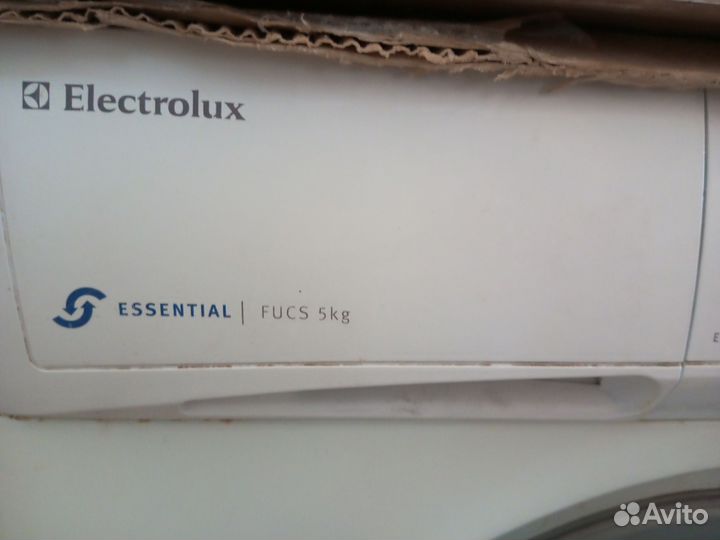 Electrolux
ESSENTIAL | FUCS 5kg
E
Avito